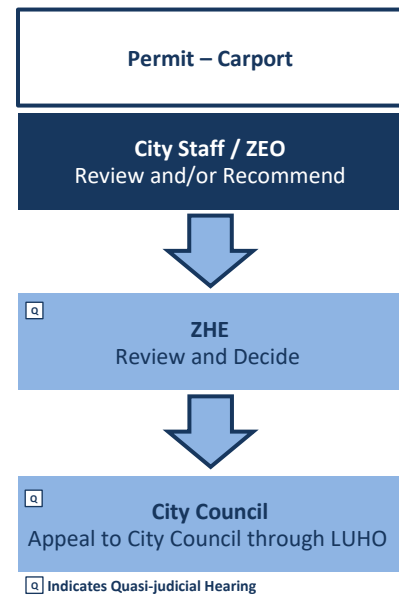 Permit – Carport
City Staff / ZEO
Review and/or Recommend
Q
ZHE
Review and Decide
Q
City Council
Appeal to City Council through LUHO
Q Indicates Quasi-judicial Hearing